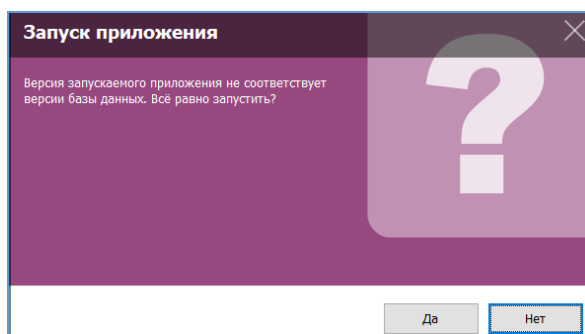 Запуск приложения
Версия запускаемого приложения не соответствует
версии базы данных. Всё равно запустить?
Да
Нет